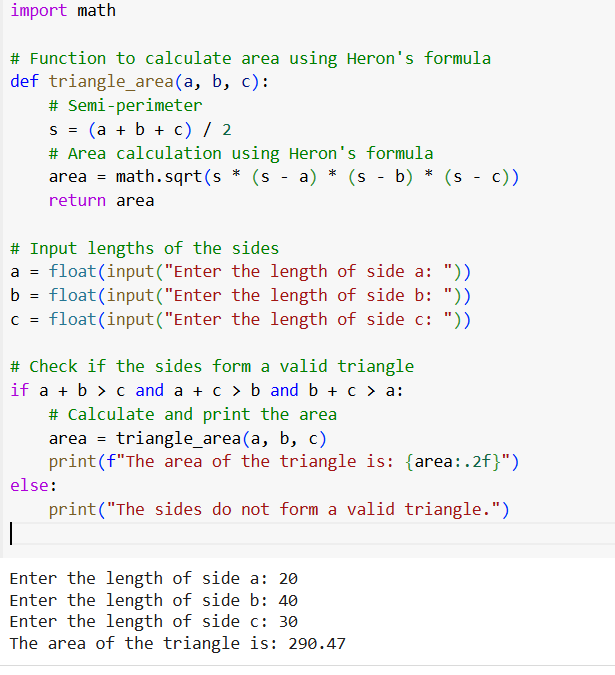 import math

# Function to calculate area using Heron's formula
def triangle_area(a, b, c):
    # Semi-perimeter
    s = (a + b + c) / 2
    # Area calculation using Heron's formula
    area = math.sqrt(s * (s - a) * (s - b) * (s - c))
    return area

# Input lengths of the sides
a = float(input("Enter the length of side a: "))
b = float(input("Enter the length of side b: "))
c = float(input("Enter the length of side c: "))

# Check if the sides form a valid triangle
if a + b > c and a + c > b and b + c > a:
    # Calculate and print the area
    area = triangle_area(a, b, c)
    print(f"The area of the triangle is: {area:.2f}")
else:
    print("The sides do not form a valid triangle.")

Enter the length of side a: 20
Enter the length of side b: 40
Enter the length of side c: 30
The area of the triangle is: 290.47